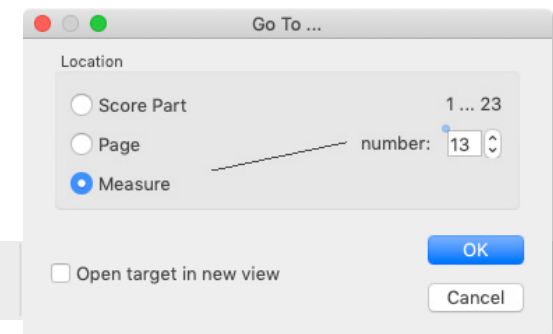 Go To ...
Location
Score Part 1 ... 23
Page number: 13
Measure
OK
Open target in new view
Cancel